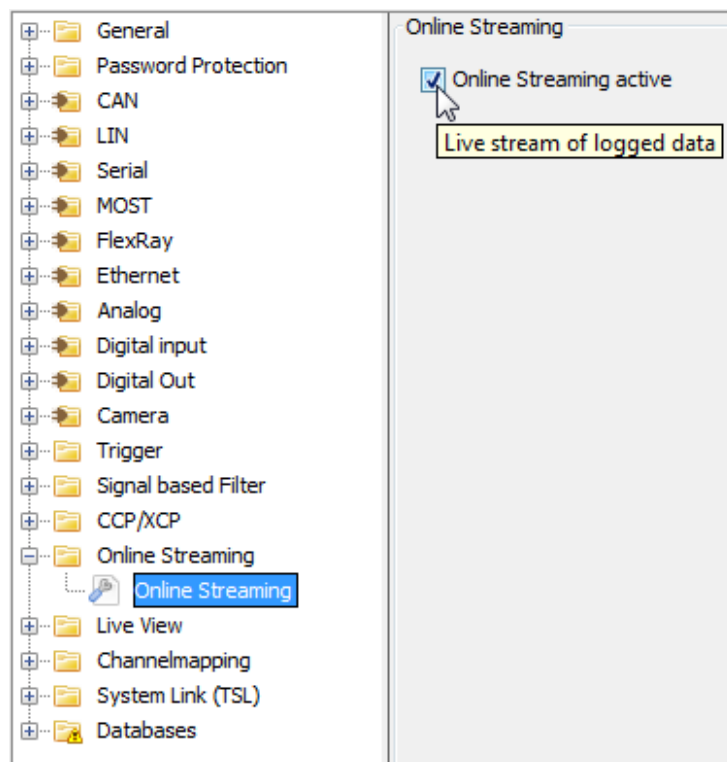 General
Password Protection
CAN
LIN
Serial
MOST
FlexRay
Ethernet
Analog
Digital input
Digital Out
Camera
Trigger
Signal based Filter
CCP/XCP
Online Streaming
Online Streaming
Live View
Channelmapping
System Link (TSL)
Databases
Online Streaming
Online Streaming active
Live stream of logged data